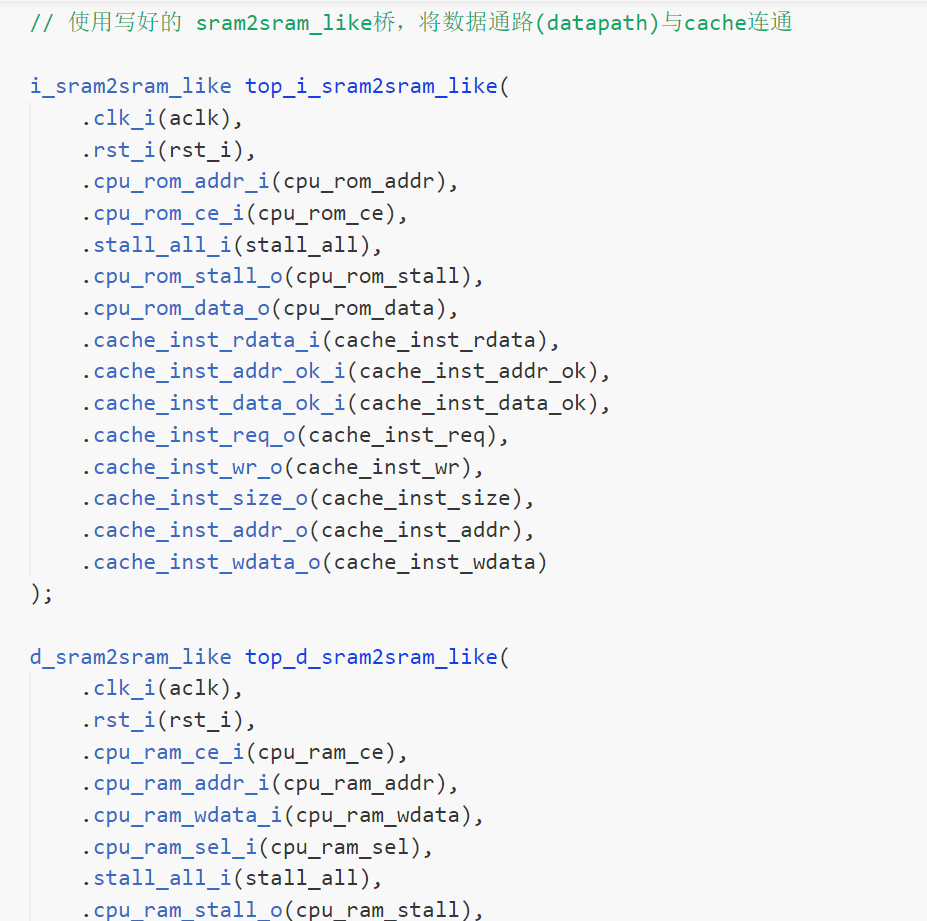 // 使用写好的 sram2sram_like桥，将数据通路(datapath)与cache连通
i_sram2sram_like top_i_sram2sram_like(
.clk_i(aclk),
.rst_i(rst_i),
.cpu_rom_addr_i(cpu_rom_addr),
.cpu_rom_ce_i(cpu_rom_ce),
.stall_all_i(stall_all),
.cpu_rom_stall_o(cpu_rom_stall),
.cpu_rom_data_o(cpu_rom_data),
.cache_inst_rdata_i(cache_inst_rdata),
.cache_inst_addr_ok_i(cache_inst_addr_ok),
.cache_inst_data_ok_i(cache_inst_data_ok),
.cache_inst_req_o(cache_inst_req),
.cache_inst_wr_o(cache_inst_wr),
.cache_inst_size_o(cache_inst_size),
.cache_inst_addr_o(cache_inst_addr),
.cache_inst_wdata_o(cache_inst_wdata)
);
d_sram2sram_like top_d_sram2sram_like(
.clk_i(aclk),
.rst_i(rst_i),
.cpu_ram_ce_i(cpu_ram_ce),
.cpu_ram_addr_i(cpu_ram_addr),
.cpu_ram_wdata_i(cpu_ram_wdata),
.cpu_ram_sel_i(cpu_ram_sel),
.stall_all_i(stall_all),
.cpu_ram_stall_o(cpu_ram_stall),